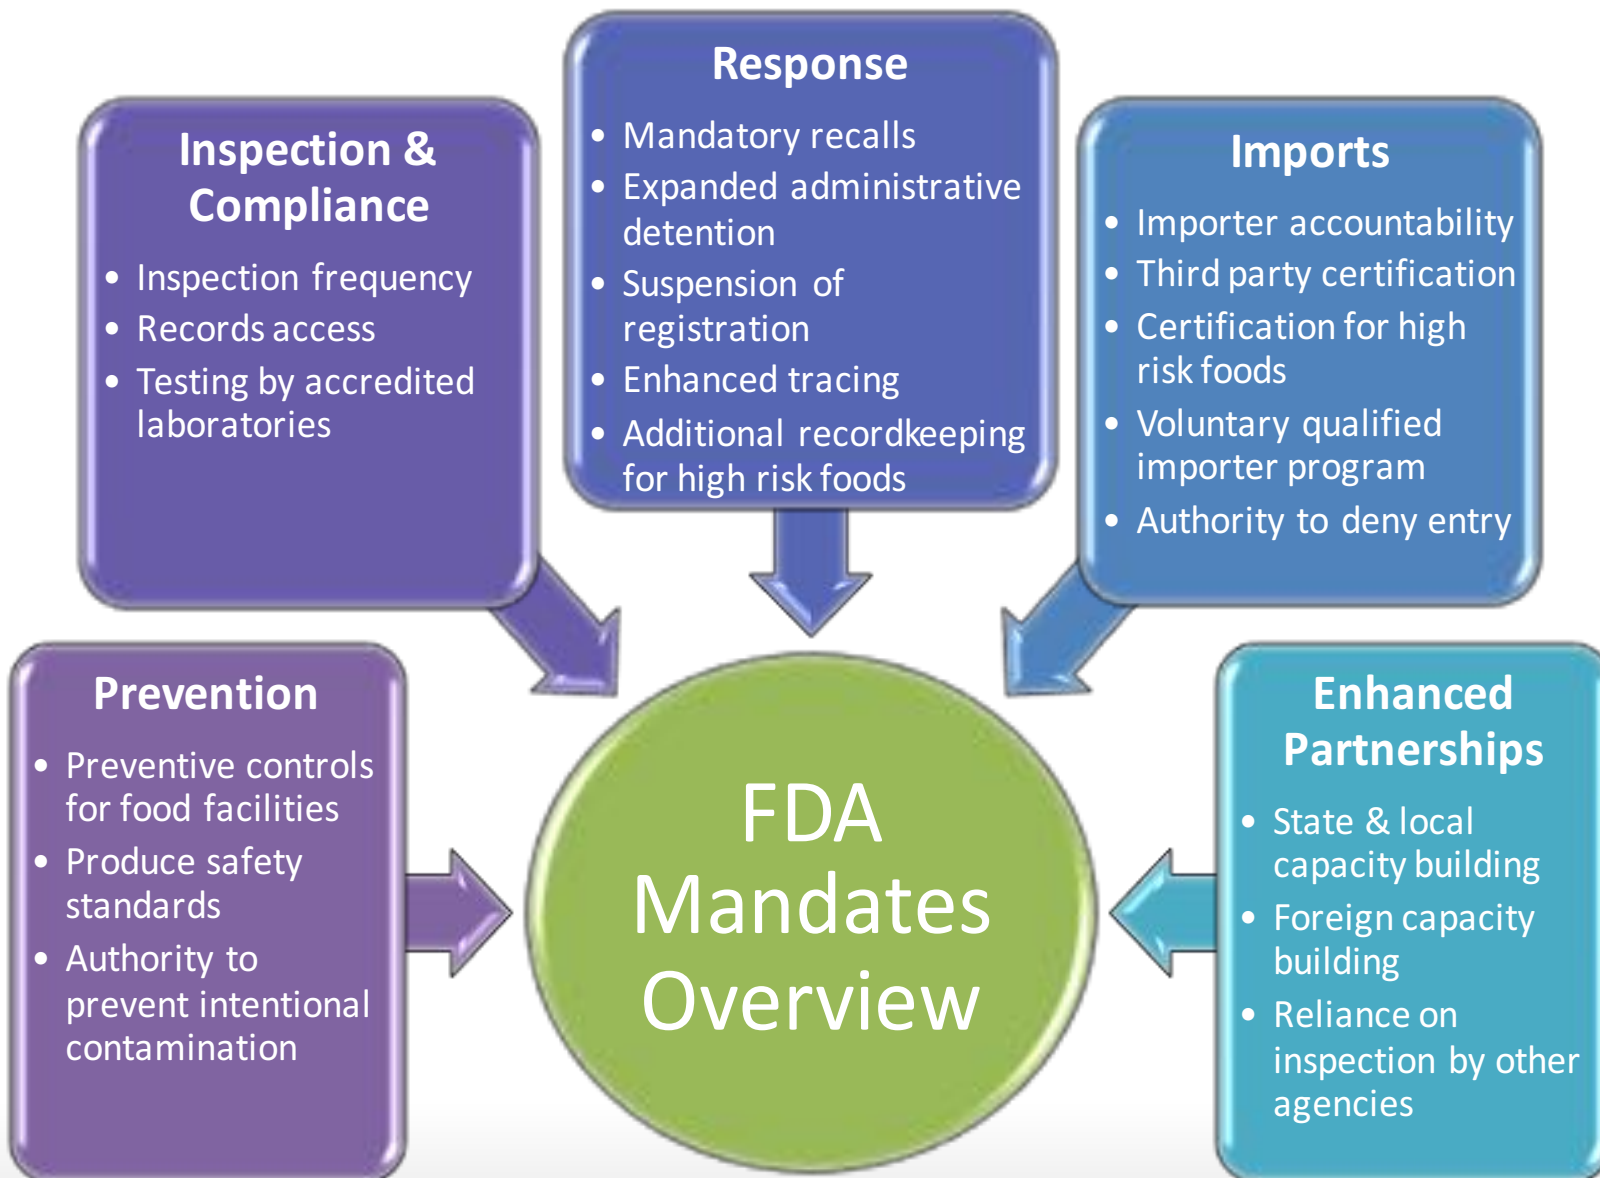 Response
• Mandatory recalls
• Expanded administrative
detention
• Suspension of
registration
• Enhanced tracing
• Additional recordkeeping
for high risk foods
Inspection &
Compliance
• Inspection frequency
• Records access
• Testing by accredited
laboratories
Imports
• Importer accountability
• Third party certification
• Certification for high
risk foods
• Voluntary qualified
importer program
• Authority to deny entry
Prevention
• Preventive controls
for food facilities
• Produce safety
standards
• Authority to
prevent intentional
contamination
FDA
Mandates
Overview
Enhanced
Partnerships
• State & local
capacity building
• Foreign capacity
building
• Reliance on
inspection by other
agencies